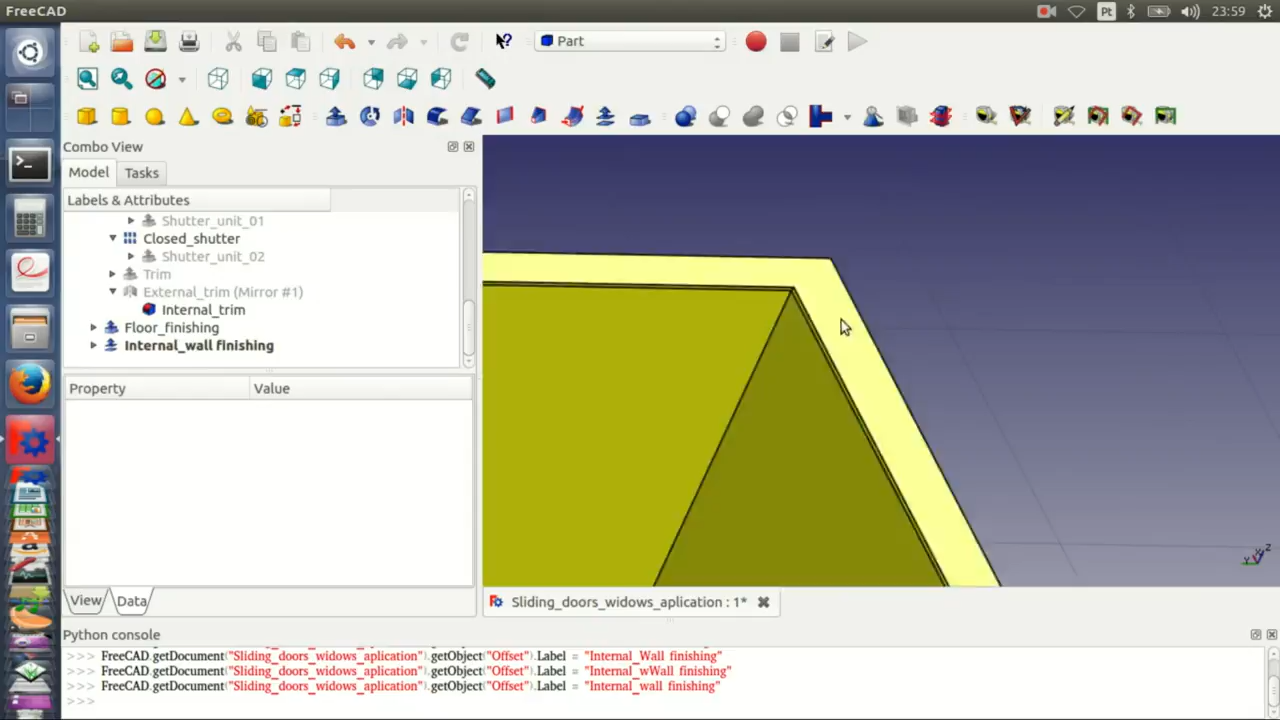 FreeCAD
Pt
23:59
Part
Combo View
Model
Tasks
Labels & Attributes
Shutter_unit_01
Closed_shutter
Shutter_unit_02
Trim
External_trim (Mirror #1)
Internal_trim
Floor_finishing
Internal_wall finishing
Property
Value
View
Data
Sliding_doors_widows_aplication : 1*
Python console
>>> FreeCAD.getDocument("Sliding_doors_widows_aplication").getObject("Offset").Label = "Internal_Wall finishing"
>>> FreeCAD.getDocument("Sliding_doors_widows_aplication").getObject("Offset").Label = "Internal_wWall finishing"
>>> FreeCAD.getDocument("Sliding_doors_widows_aplication").getObject("Offset").Label = "Internal_wall finishing"
>>>